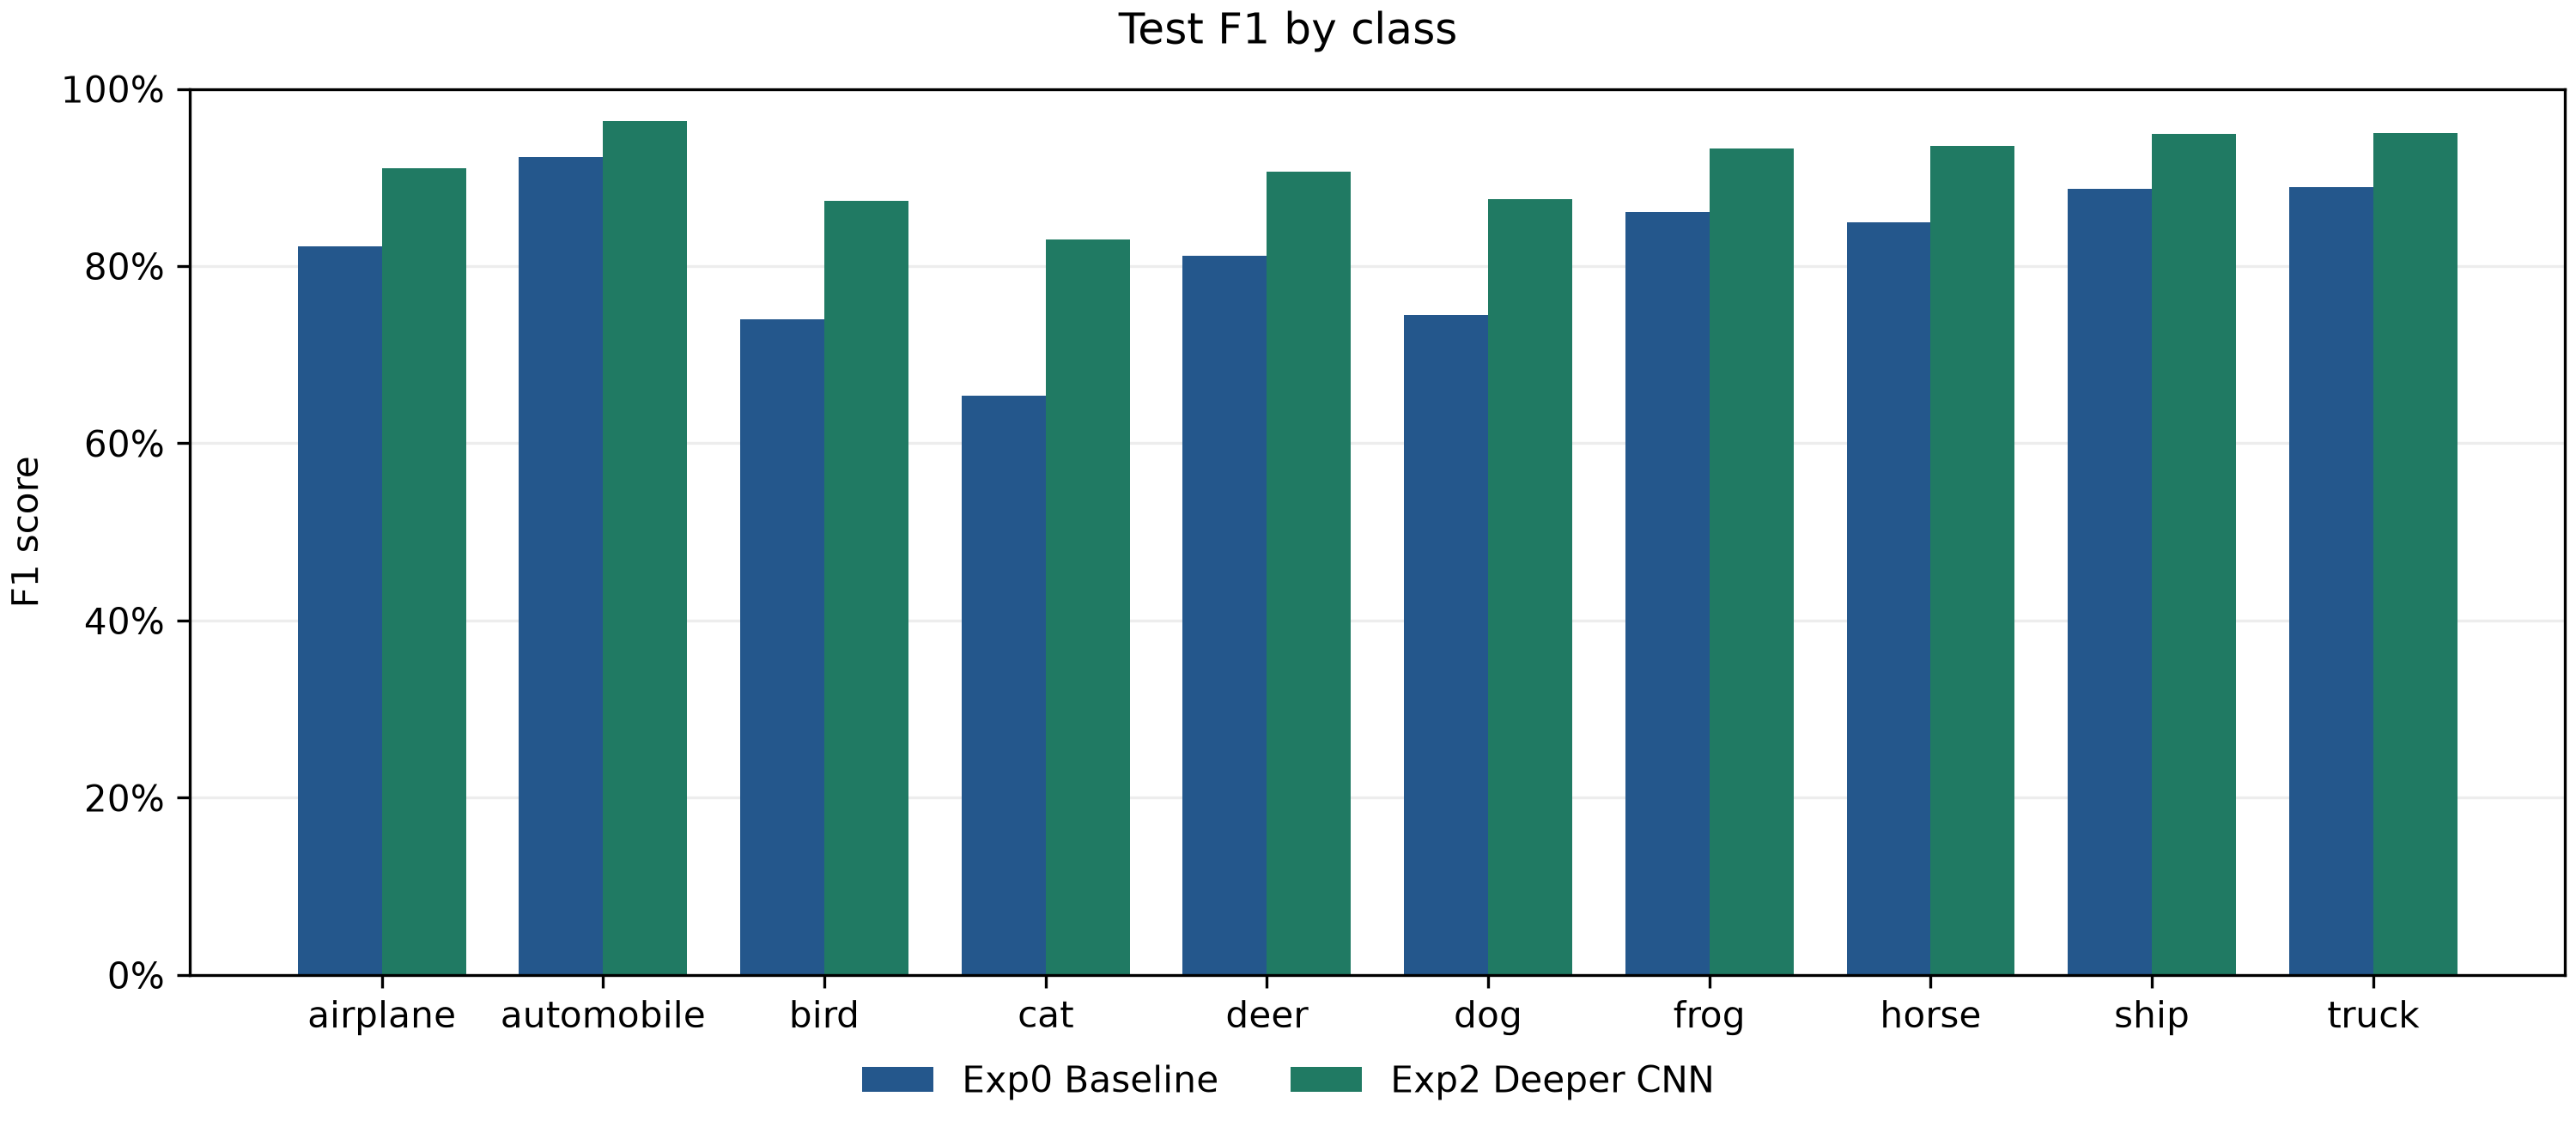 Test F1 by class
100%
80%
60%
40%
20%
0%
F1 score
airplane automobile bird cat deer dog frog horse ship truck
Exp0 Baseline Exp2 Deeper CNN